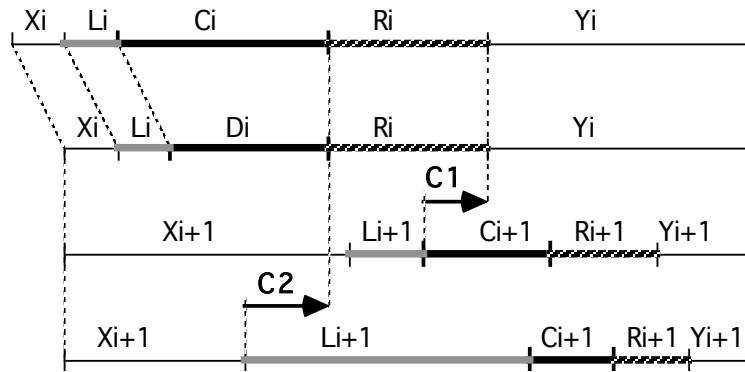 Xi Li Ci Ri Yi
Xi Li Di Ri Yi
C1
Xi+1 Li+1 Ci+1 Ri+1 Yi+1
C2
Xi+1 Li+1 Ci+1 Ri+1 Yi+1